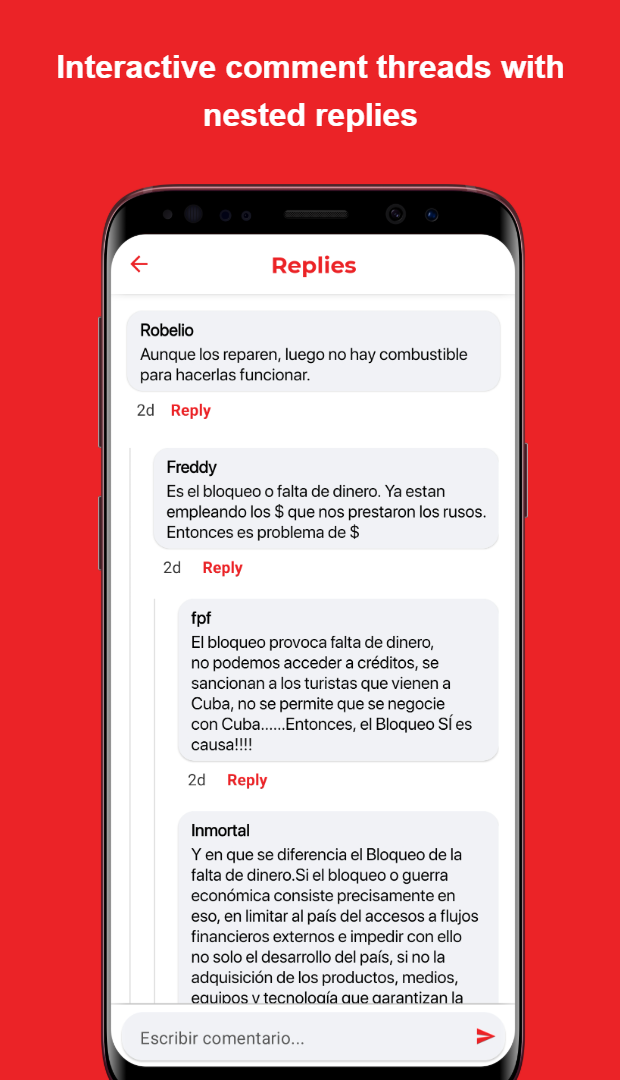 Interactive comment threads with
nested replies
Replies
Robelio
Aunque los reparen, luego no hay combustible
para hacerlas funcionar.
2d Reply
Freddy
Es el bloqueo o falta de dinero. Ya estan
empleando los $ que nos prestaron los rusos.
Entonces es problema de $
2d Reply
fpf
El bloqueo provoca falta de dinero,
no podemos acceder a créditos, se
sancionan a los turistas que vienen a
Cuba, no se permite que se negocie
con Cuba......Entonces, el Bloqueo SÍ es
causa!!!!
2d Reply
Inmortal
Y en que se diferencia el Bloqueo de la
falta de dinero.Si el bloqueo o guerra
económica consiste precisamente en
eso, en limitar al país del accesos a flujos
financieros externos e impedir con ello
no solo el desarrollo del país, si no la
adquisición de los productos, medios,
equipos y tecnología que garantizan la
Escribir comentario...